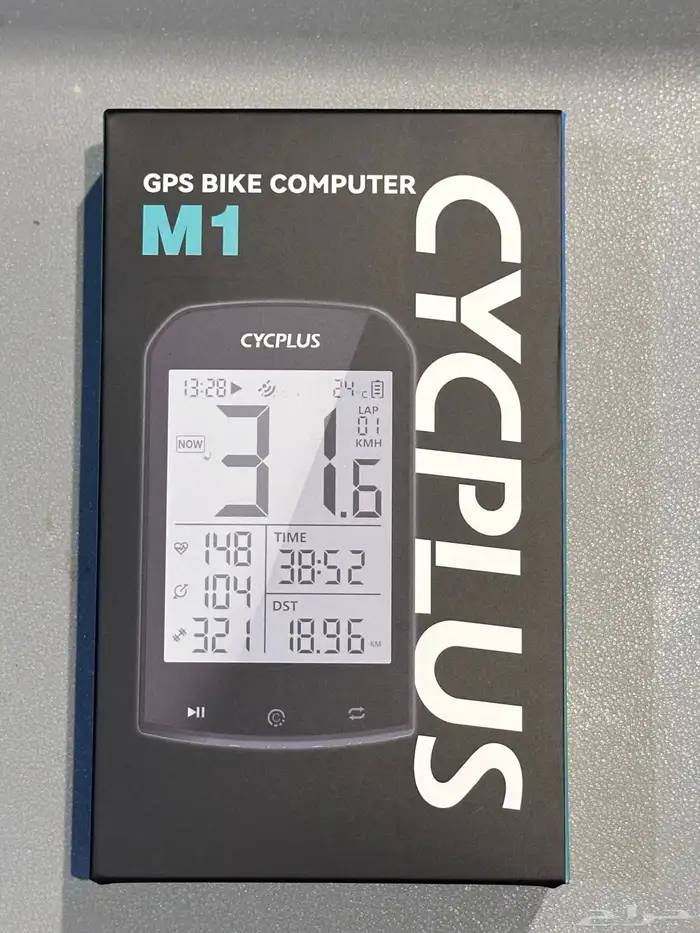 GPS BIKE COMPUTER
M1
CYCPLUS
CYCPLUS
13:28 24°C
LAP
01
KMH
NOW
31.6
148
104
321
TIME
38:52
DST
18.96 KM
حراج